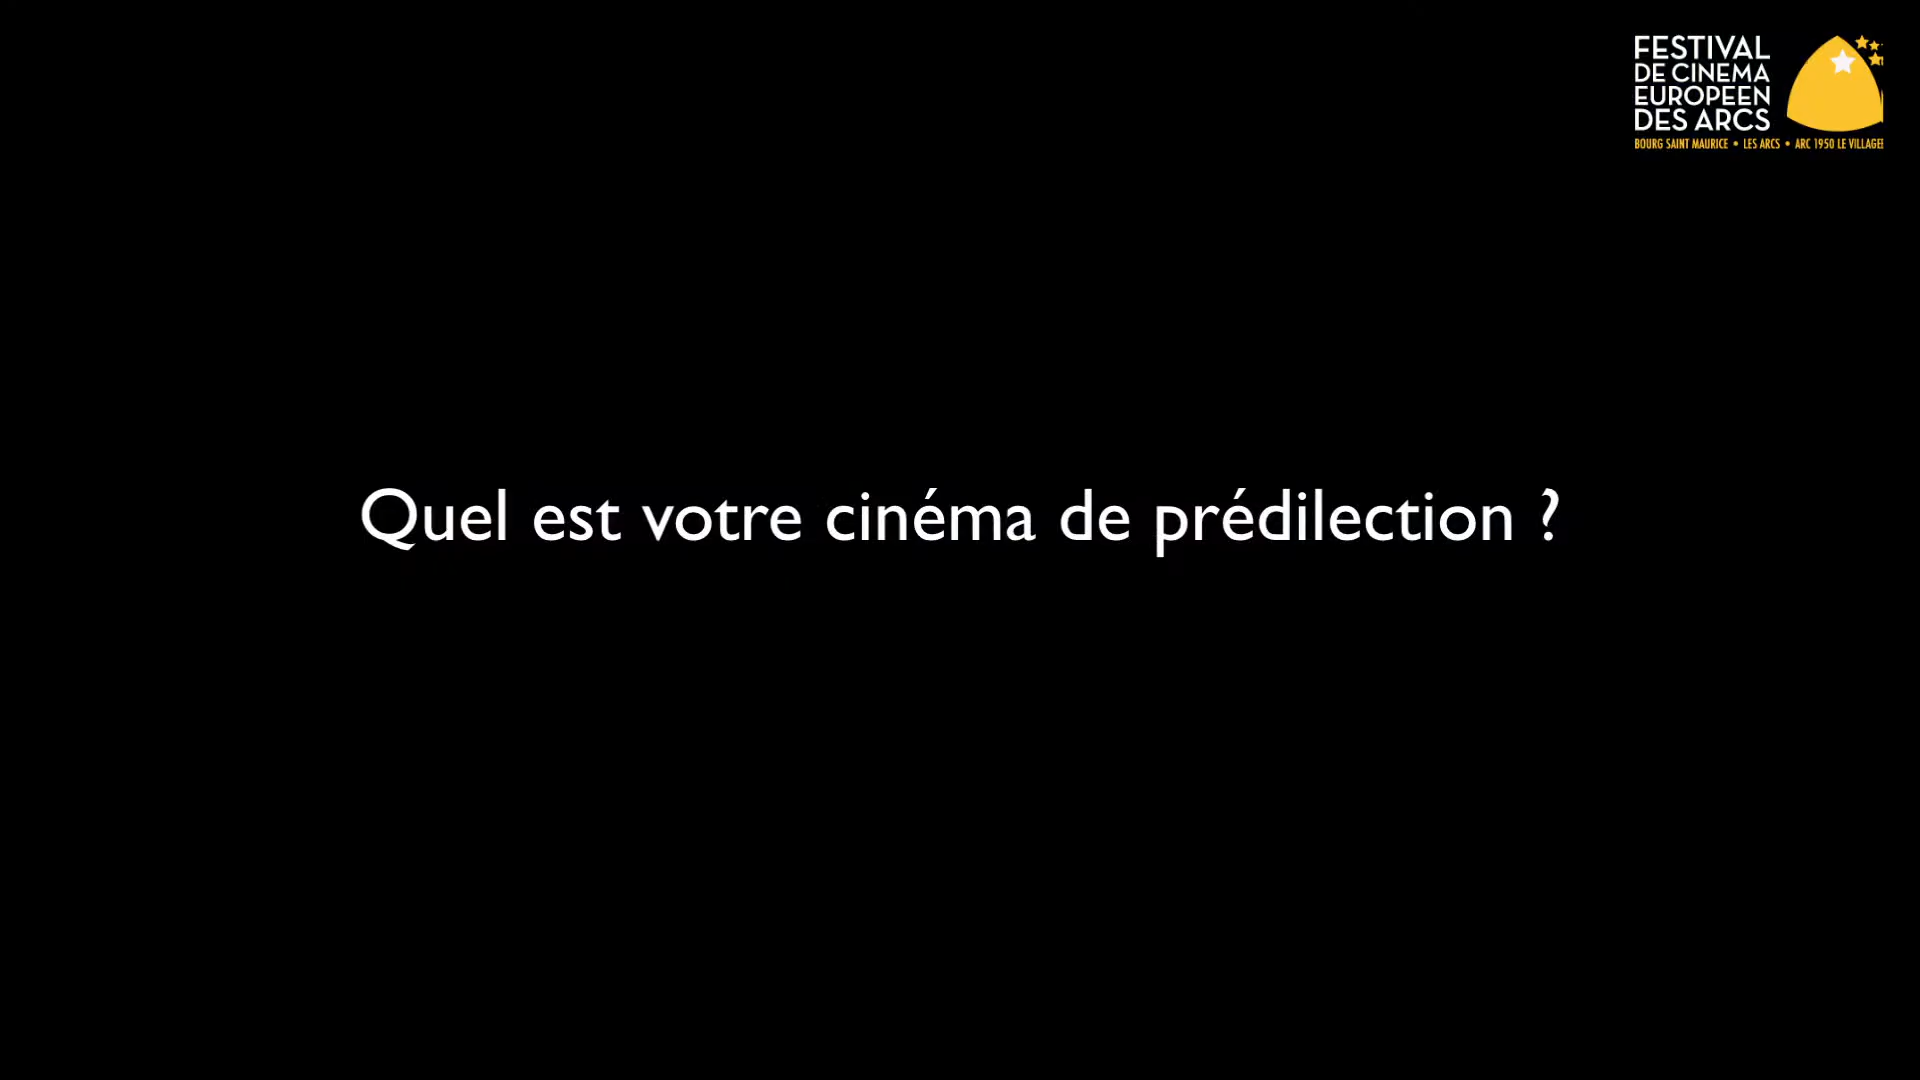 FESTIVAL
DE CINEMA
EUROPEEN
DES ARCS
BOURG SAINT MAURICE • LES ARCS • ARC 1950 LE VILLAGE
Quel est votre cinéma de prédilection ?